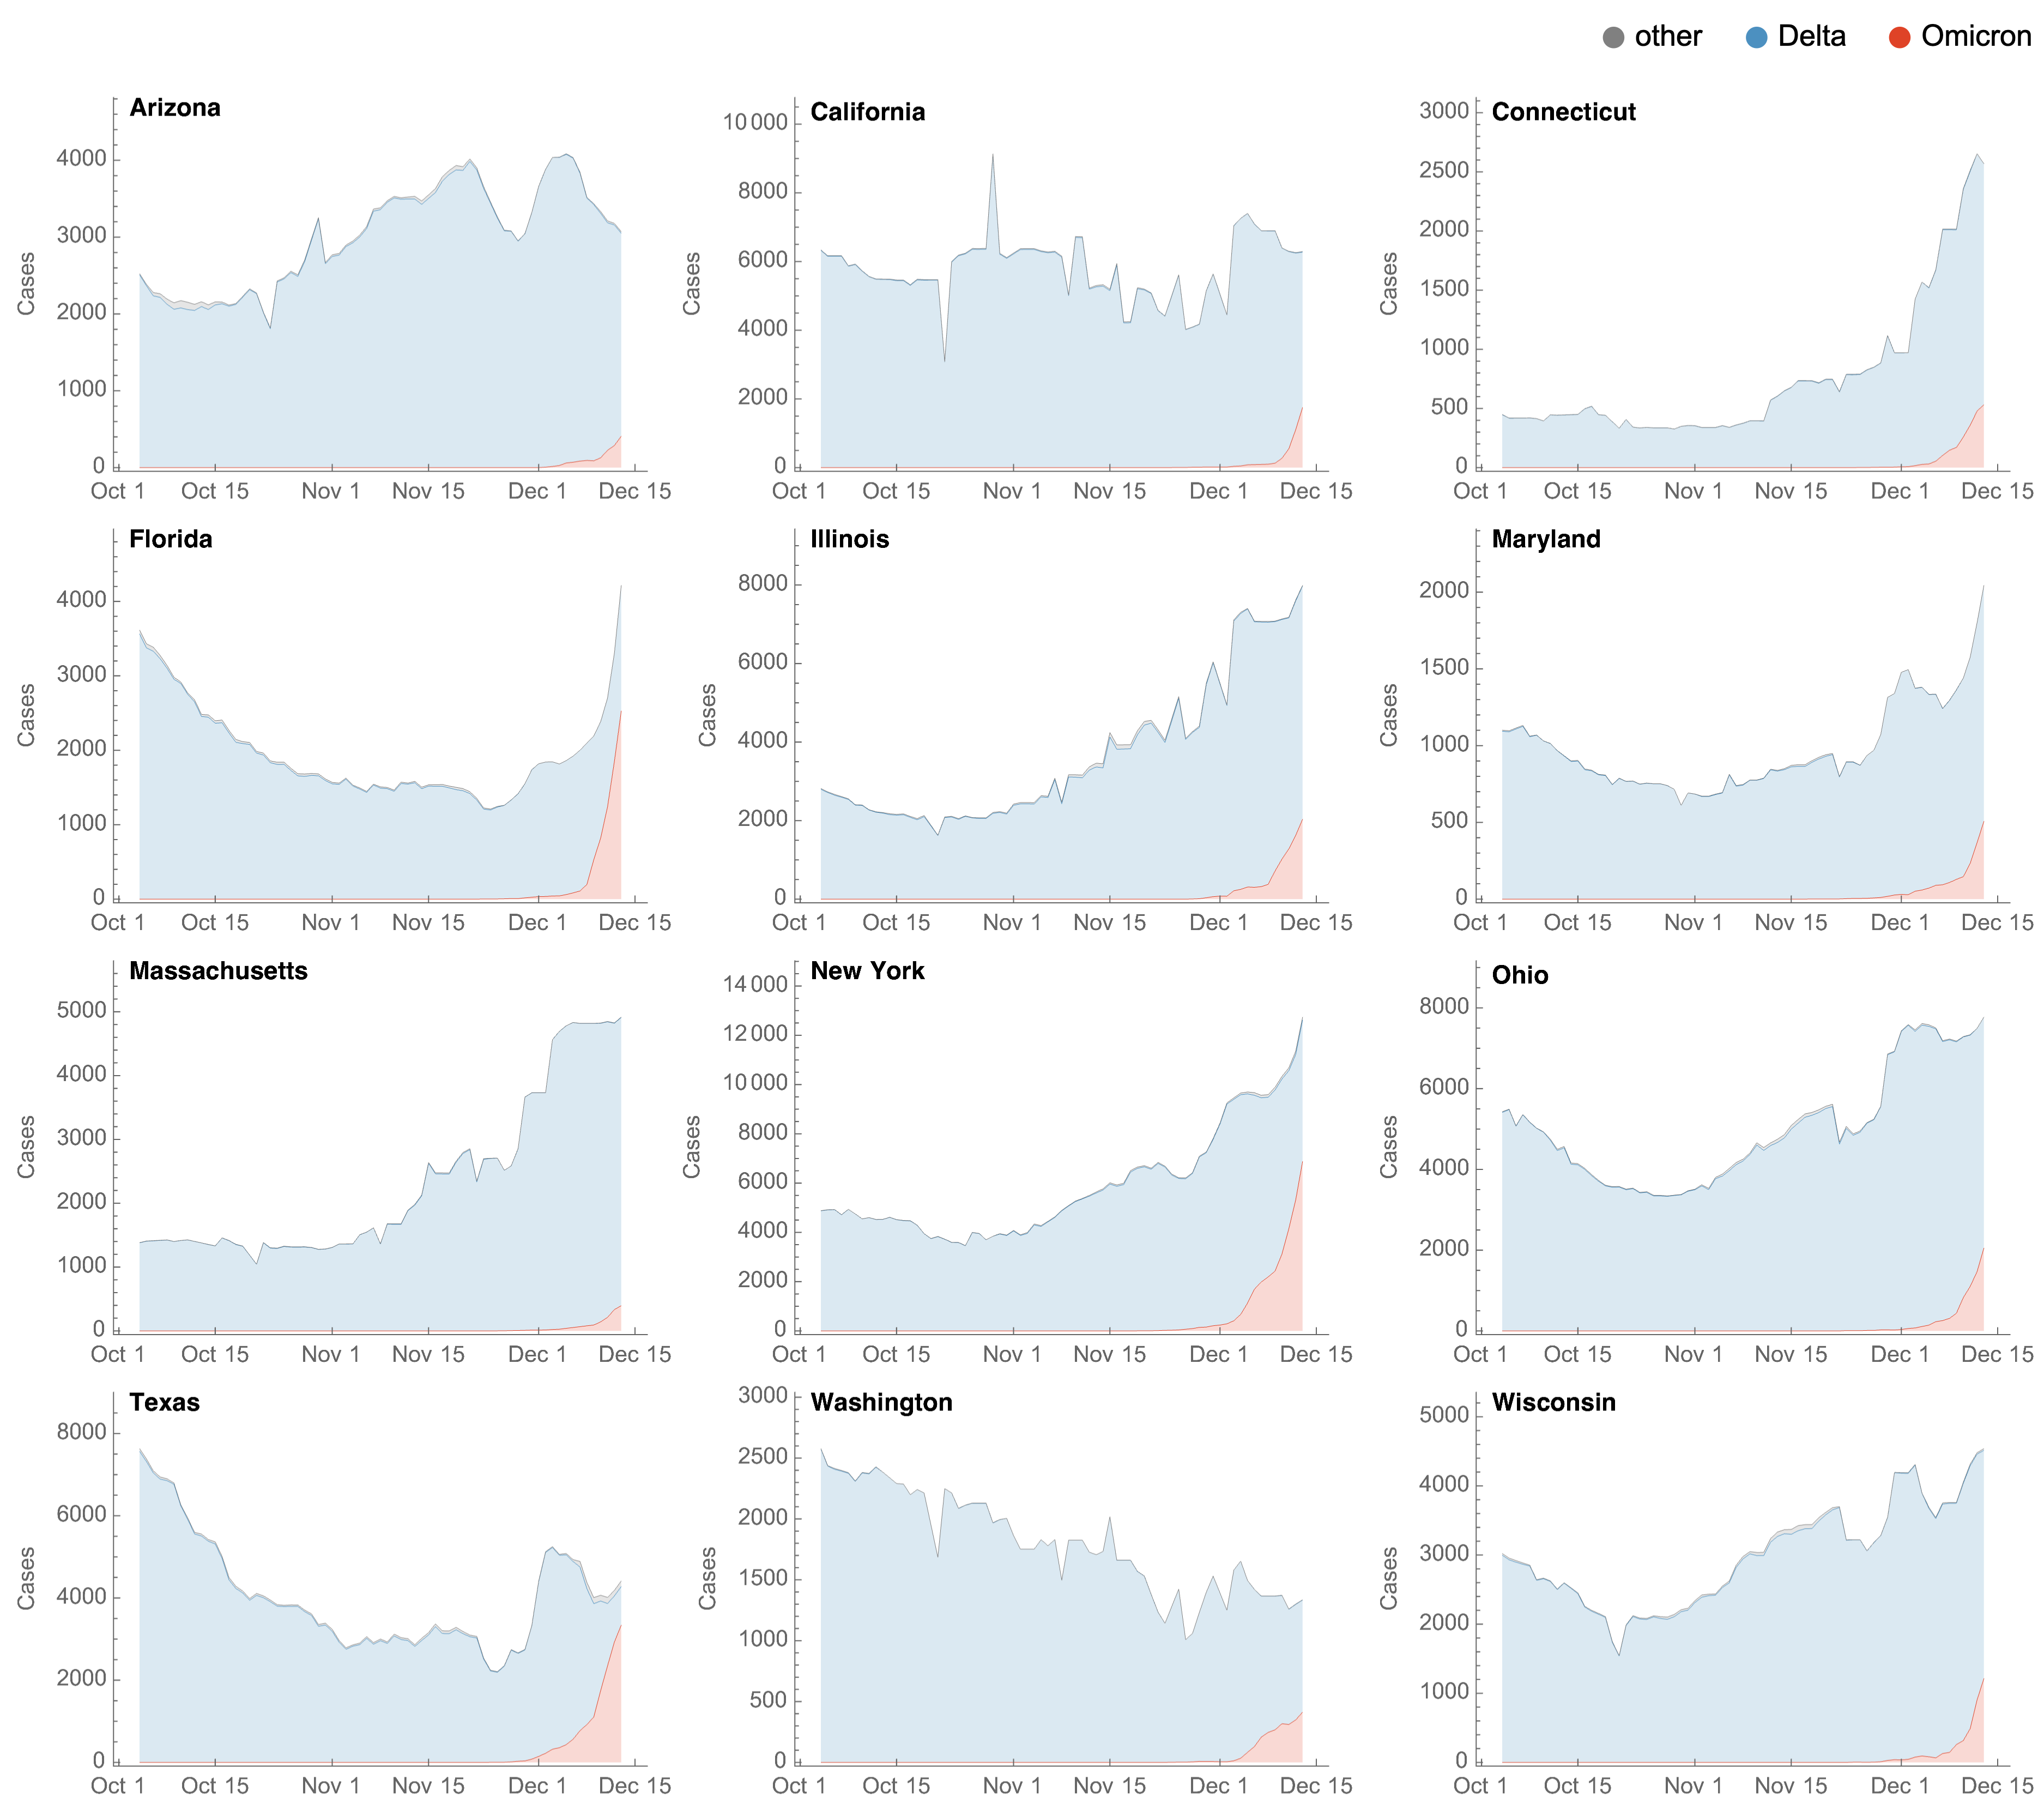 other Delta Omicron
Arizona
Cases
4000
3000
2000
1000
0
Oct 1 Oct 15 Nov 1 Nov 15 Dec 1 Dec 15
California
Cases
10 000
8000
6000
4000
2000
0
Oct 1 Oct 15 Nov 1 Nov 15 Dec 1 Dec 15
Connecticut
Cases
3000
2500
2000
1500
1000
500
0
Oct 1 Oct 15 Nov 1 Nov 15 Dec 1 Dec 15
Florida
Cases
4000
3000
2000
1000
0
Oct 1 Oct 15 Nov 1 Nov 15 Dec 1 Dec 15
Illinois
Cases
8000
6000
4000
2000
0
Oct 1 Oct 15 Nov 1 Nov 15 Dec 1 Dec 15
Maryland
Cases
2000
1500
1000
500
0
Oct 1 Oct 15 Nov 1 Nov 15 Dec 1 Dec 15
Massachusetts
Cases
5000
4000
3000
2000
1000
0
Oct 1 Oct 15 Nov 1 Nov 15 Dec 1 Dec 15
New York
Cases
14 000
12 000
10 000
8000
6000
4000
2000
0
Oct 1 Oct 15 Nov 1 Nov 15 Dec 1 Dec 15
Ohio
Cases
8000
6000
4000
2000
0
Oct 1 Oct 15 Nov 1 Nov 15 Dec 1 Dec 15
Texas
Cases
8000
6000
4000
2000
0
Oct 1 Oct 15 Nov 1 Nov 15 Dec 1 Dec 15
Washington
Cases
3000
2500
2000
1500
1000
500
0
Oct 1 Oct 15 Nov 1 Nov 15 Dec 1 Dec 15
Wisconsin
Cases
5000
4000
3000
2000
1000
0
Oct 1 Oct 15 Nov 1 Nov 15 Dec 1 Dec 15